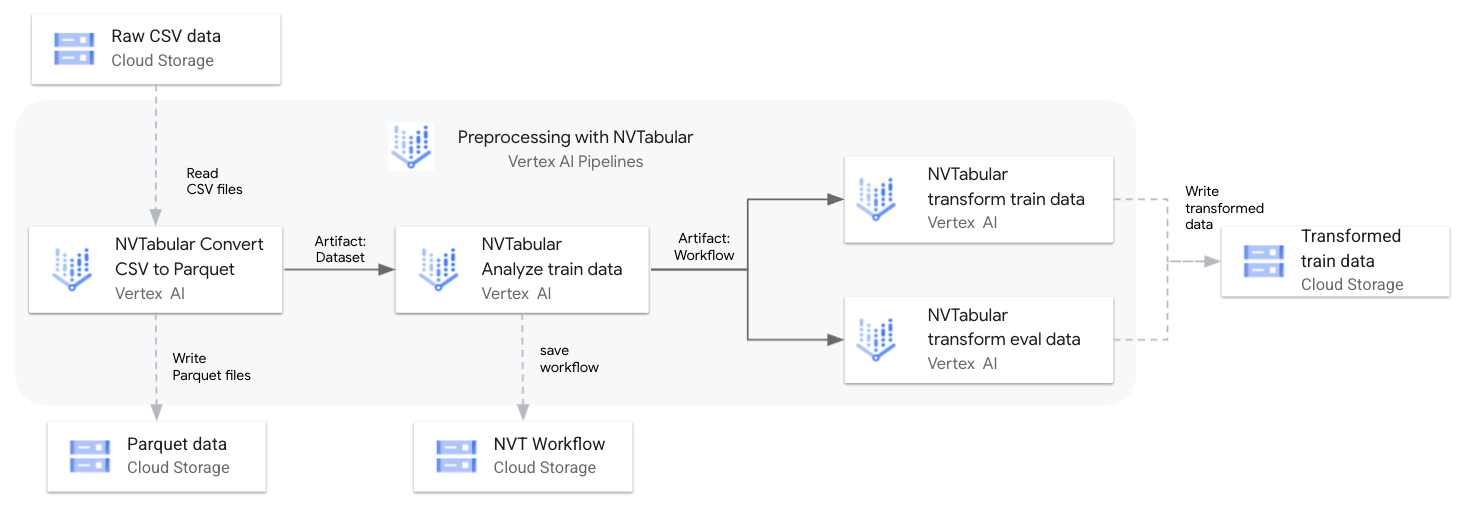 Raw CSV data
Cloud Storage
Preprocessing with NVTabular
Vertex AI Pipelines
Read
CSV files
NVTabular Convert
CSV to Parquet
Vertex AI
Artifact:
Dataset
NVTabular
Analyze train data
Vertex AI
Artifact:
Workflow
NVTabular
transform train data
Vertex AI
NVTabular
transform eval data
Vertex AI
Write
transformed
data
Transformed
train data
Cloud Storage
Write
Parquet files
save
workflow
Parquet data
Cloud Storage
NVT Workflow
Cloud Storage